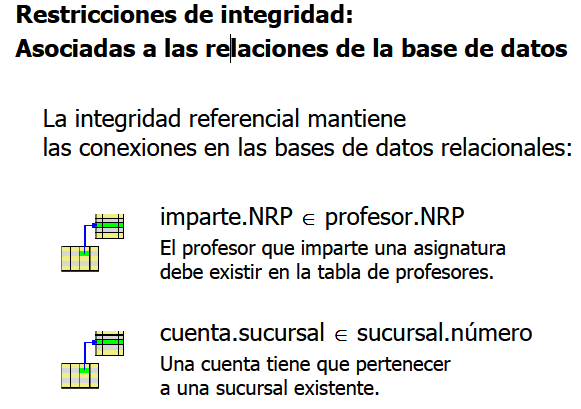 Restricciones de integridad:
Asociadas a las relaciones de la base de datos
La integridad referencial mantiene
las conexiones en las bases de datos relacionales:
imparte.NRP ∈ profesor.NRP
El profesor que imparte una asignatura
debe existir en la tabla de profesores.
cuenta.sucursal ∈ sucursal.número
Una cuenta tiene que pertenecer
a una sucursal existente.